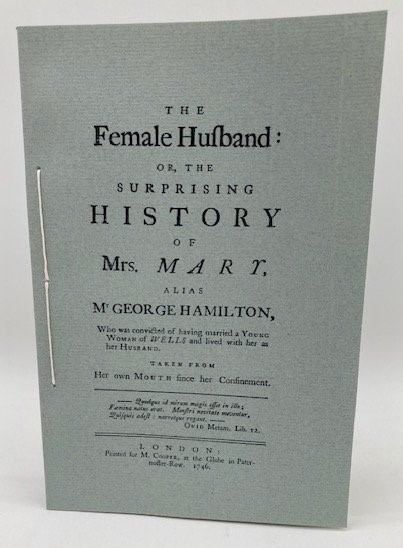 THE
Female Huſband:
OR, THE
SURPRISING
HISTORY
OF
Mrs. MARY,
ALIAS
Mr GEORGE HAMILTON,
Who was convicted of having married a YOUNG
WOMAN of WELLS and lived with her as
her HUSBAND.
TAKEN FROM
Her own MOUTH ſince her Confinement.
—— Quodque id mirum magis eſſet in illo;
Fœmina natus erat. Monſtri novitate moventur,
Quiſquis adeſt: narretque rogant. ——
OVID Metam. Lib. 12.
LONDON:
Printed for M. COOPER, at the Globe in Pater-
noſter-Row. 1746.